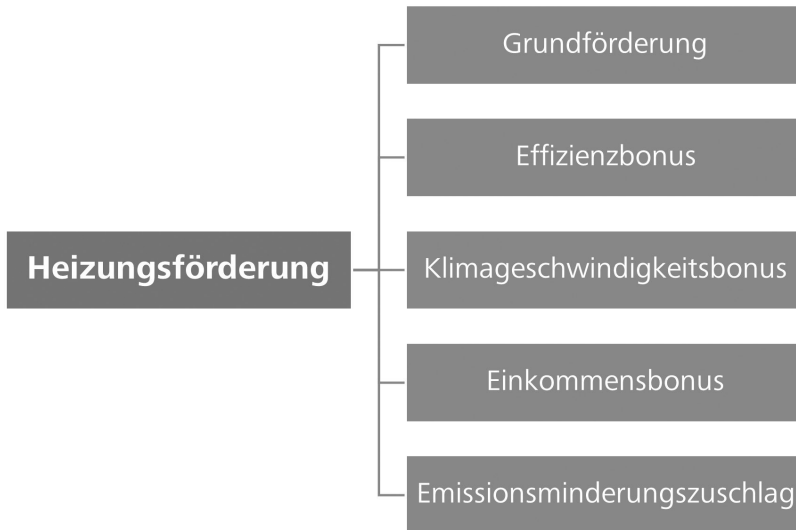 Grundförderung
Effizienzbonus
Heizungsförderung
Klimageschwindigkeitsbonus
Einkommensbonus
Emissionsminderungszuschlag